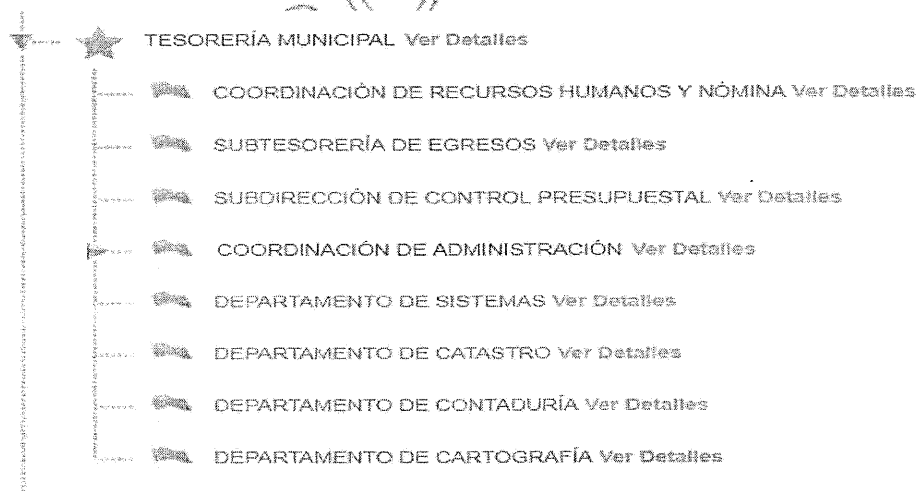 TESORERÍA MUNICIPAL Ver Detalles
COORDINACIÓN DE RECURSOS HUMANOS Y NÓMINA Ver Detalles
SUBTESORERÍA DE EGRESOS Ver Detalles
SUBDIRECCIÓN DE CONTROL PRESUPUESTAL Ver Detalles
COORDINACIÓN DE ADMINISTRACIÓN Ver Detalles
DEPARTAMENTO DE SISTEMAS Ver Detalles
DEPARTAMENTO DE CATASTRO Ver Detalles
DEPARTAMENTO DE CONTADURÍA Ver Detalles
DEPARTAMENTO DE CARTOGRAFÍA Ver Detalles